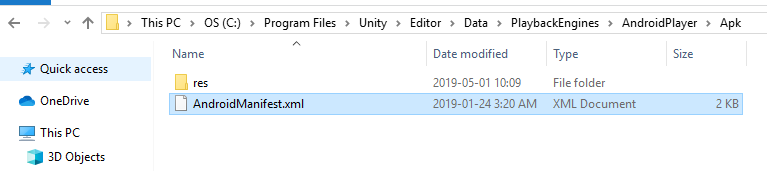 This PC > OS (C:) > Program Files > Unity > Editor > Data > PlaybackEngines > AndroidPlayer > Apk
Name Date modified Type Size
Quick access
res 2019-05-01 10:09 File folder
OneDrive
AndroidManifest.xml 2019-01-24 3:20 AM XML Document 2 KB
This PC
3D Objects